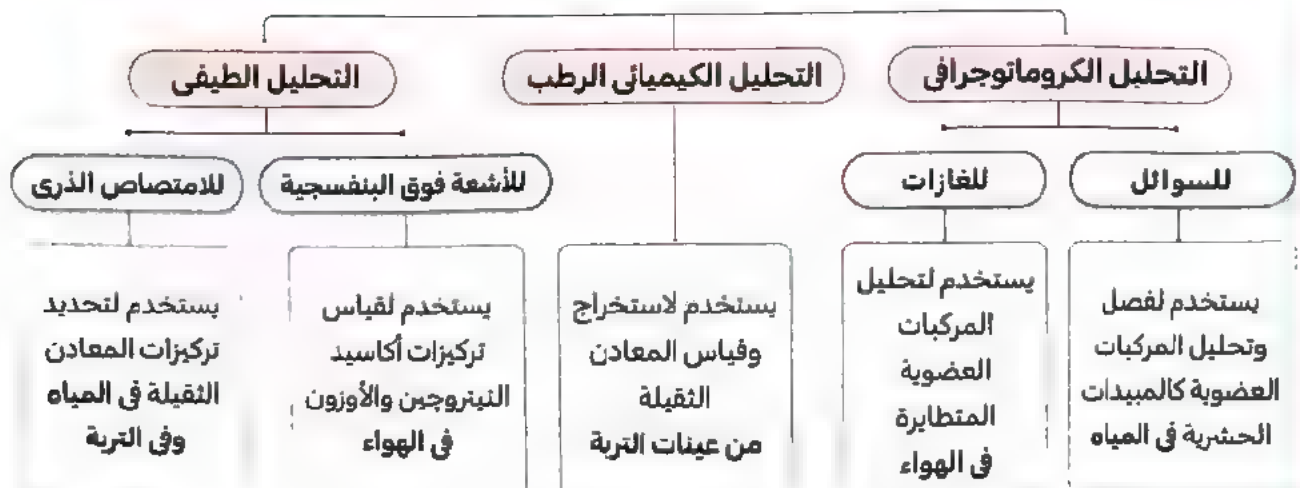 التحليل الكروماتوجرافى
التحليل الكيميائى الرطب
التحليل الطيفى
للسوائل
للغازات
للأشعة فوق البنفسجية
للامتصاص الذرى
يستخدم لفصل
وتحليل المركبات
العضوية كالمبيدات
الحشرية فى المياه
يستخدم لتحليل
المركبات
العضوية
المتطايرة
فى الهواء
يستخدم لاستخراج
وقياس المعادن
الثقيلة
من عينات التربة
يستخدم لقياس
تركيزات أكاسيد
النيتروجين والأوزون
فى الهواء
يستخدم لتحديد
تركيزات المعادن
الثقيلة فى المياه
وفى التربة